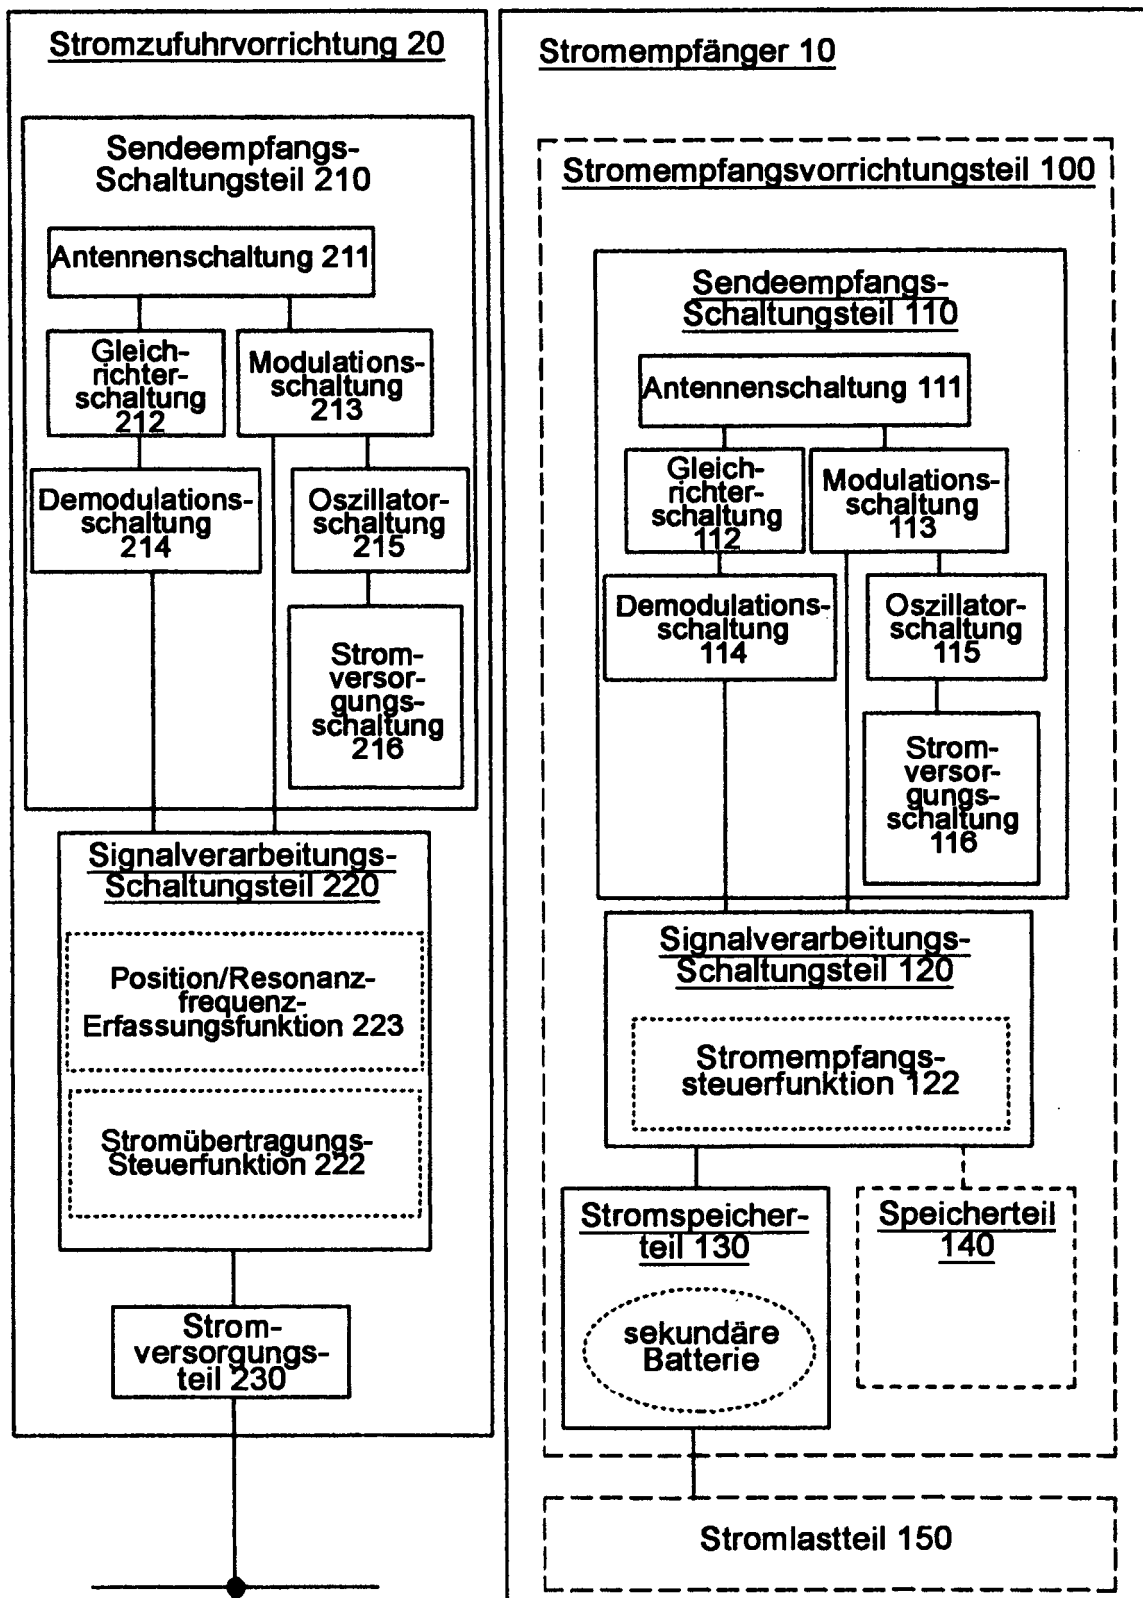 Stromzufuhrvorrichtung 20
Sendeempfangs-
Schaltungsteil 210
Antennenschaltung 211
Gleich-
richter-
schaltung
212
Modulations-
schaltung
213
Demodulations-
schaltung
214
Oszillator-
schaltung
215
Strom-
versor-
gungs-
schaltung
216
Signalverarbeitungs-
Schaltungsteil 220
Position/Resonanz-
frequenz-
Erfassungsfunktion 223
Stromübertragungs-
Steuerfunktion 222
Strom-
versorgungs-
teil 230
Stromempfänger 10
Stromempfangsvorrichtungsteil 100
Sendeempfangs-
Schaltungsteil 110
Antennenschaltung 111
Gleich-
richter-
schaltung
112
Modulations-
schaltung
113
Demodulations-
schaltung
114
Oszillator-
schaltung
115
Strom-
versor-
gungs-
schaltung
116
Signalverarbeitungs-
Schaltungsteil 120
Stromempfangs-
steuerfunktion 122
Stromspeicher-
teil 130
sekundäre
Batterie
Speicherteil
140
Stromlastteil 150